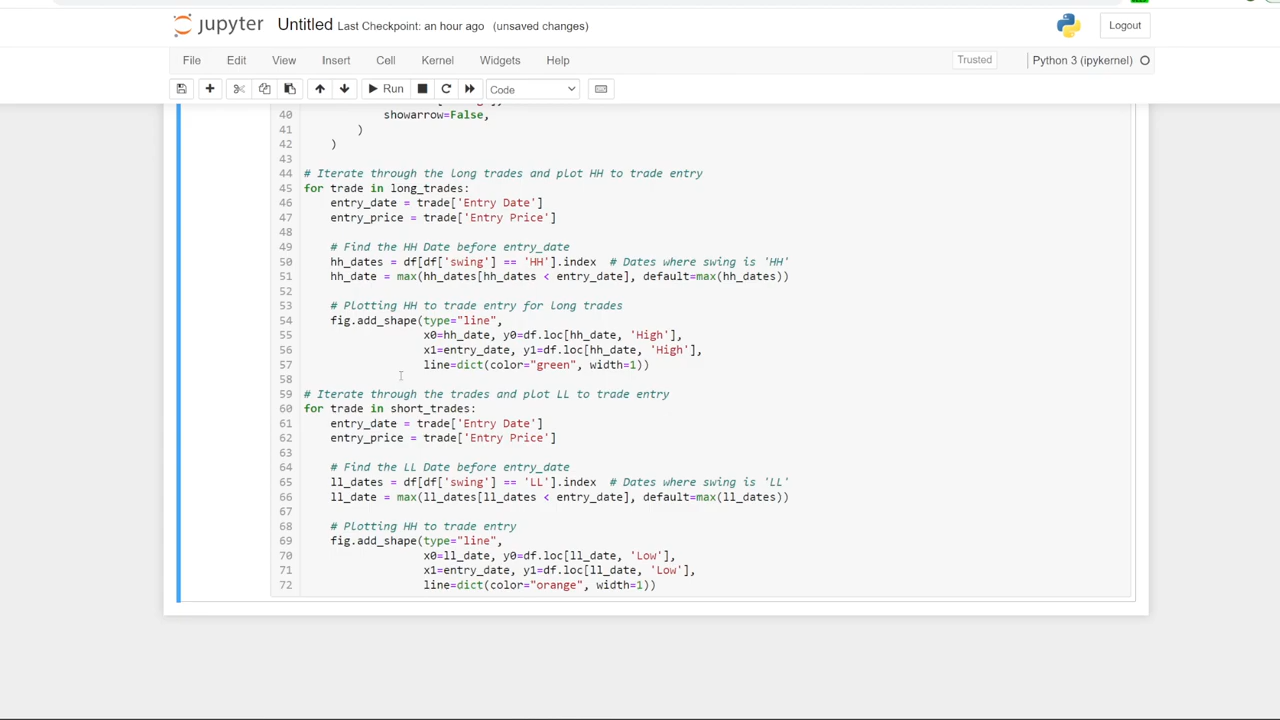 jupyter Untitled Last Checkpoint: an hour ago (unsaved changes) Logout
File Edit View Insert Cell Kernel Widgets Help Trusted Python 3 (ipykernel)
Run Code
40 showarrow=False,
41 )
42 )
43
44 # Iterate through the long trades and plot HH to trade entry
45 for trade in long_trades:
46 entry_date = trade['Entry Date']
47 entry_price = trade['Entry Price']
48
49 # Find the HH Date before entry_date
50 hh_dates = df[df['swing'] == 'HH'].index # Dates where swing is 'HH'
51 hh_date = max(hh_dates[hh_dates < entry_date], default=max(hh_dates))
52
53 # Plotting HH to trade entry for long trades
54 fig.add_shape(type="line",
55 x0=hh_date, y0=df.loc[hh_date, 'High'],
56 x1=entry_date, y1=df.loc[hh_date, 'High'],
57 line=dict(color="green", width=1))
58
59 # Iterate through the trades and plot LL to trade entry
60 for trade in short_trades:
61 entry_date = trade['Entry Date']
62 entry_price = trade['Entry Price']
63
64 # Find the LL Date before entry_date
65 ll_dates = df[df['swing'] == 'LL'].index # Dates where swing is 'LL'
66 ll_date = max(ll_dates[ll_dates < entry_date], default=max(ll_dates))
67
68 # Plotting HH to trade entry
69 fig.add_shape(type="line",
70 x0=ll_date, y0=df.loc[ll_date, 'Low'],
71 x1=entry_date, y1=df.loc[ll_date, 'Low'],
72 line=dict(color="orange", width=1))